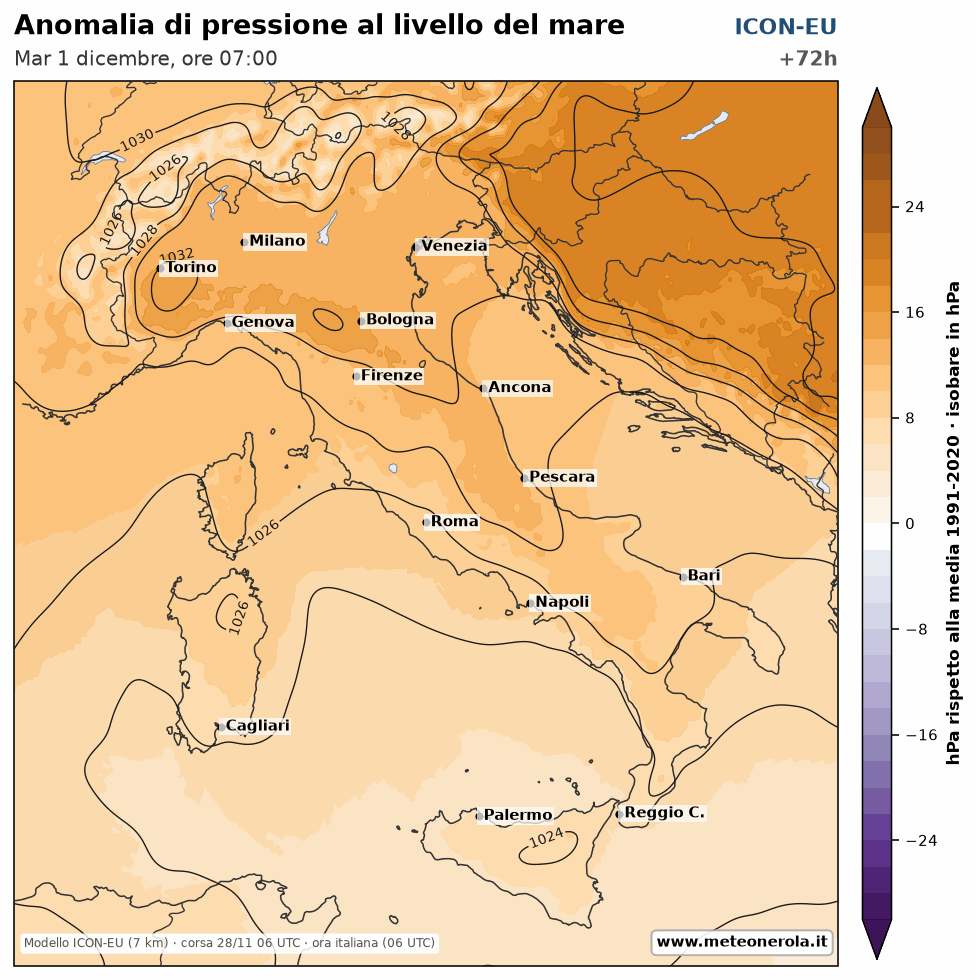 Anomalia di pressione al livello del mare
ICON-EU
Mar 1 dicembre, ore 07:00
+72h
1030
1028
1026
1026
1028
1032
Milano
Venezia
Torino
Genova
Bologna
Firenze
Ancona
Pescara
1026
Roma
Bari
1026
Napoli
Cagliari
Palermo
Reggio C.
1024
24
16
8
0
−8
−16
−24
hPa rispetto alla media 1991-2020 · isobare in hPa
Modello ICON-EU (7 km) · corsa 28/11 06 UTC · ora italiana (06 UTC)
www.meteonerola.it